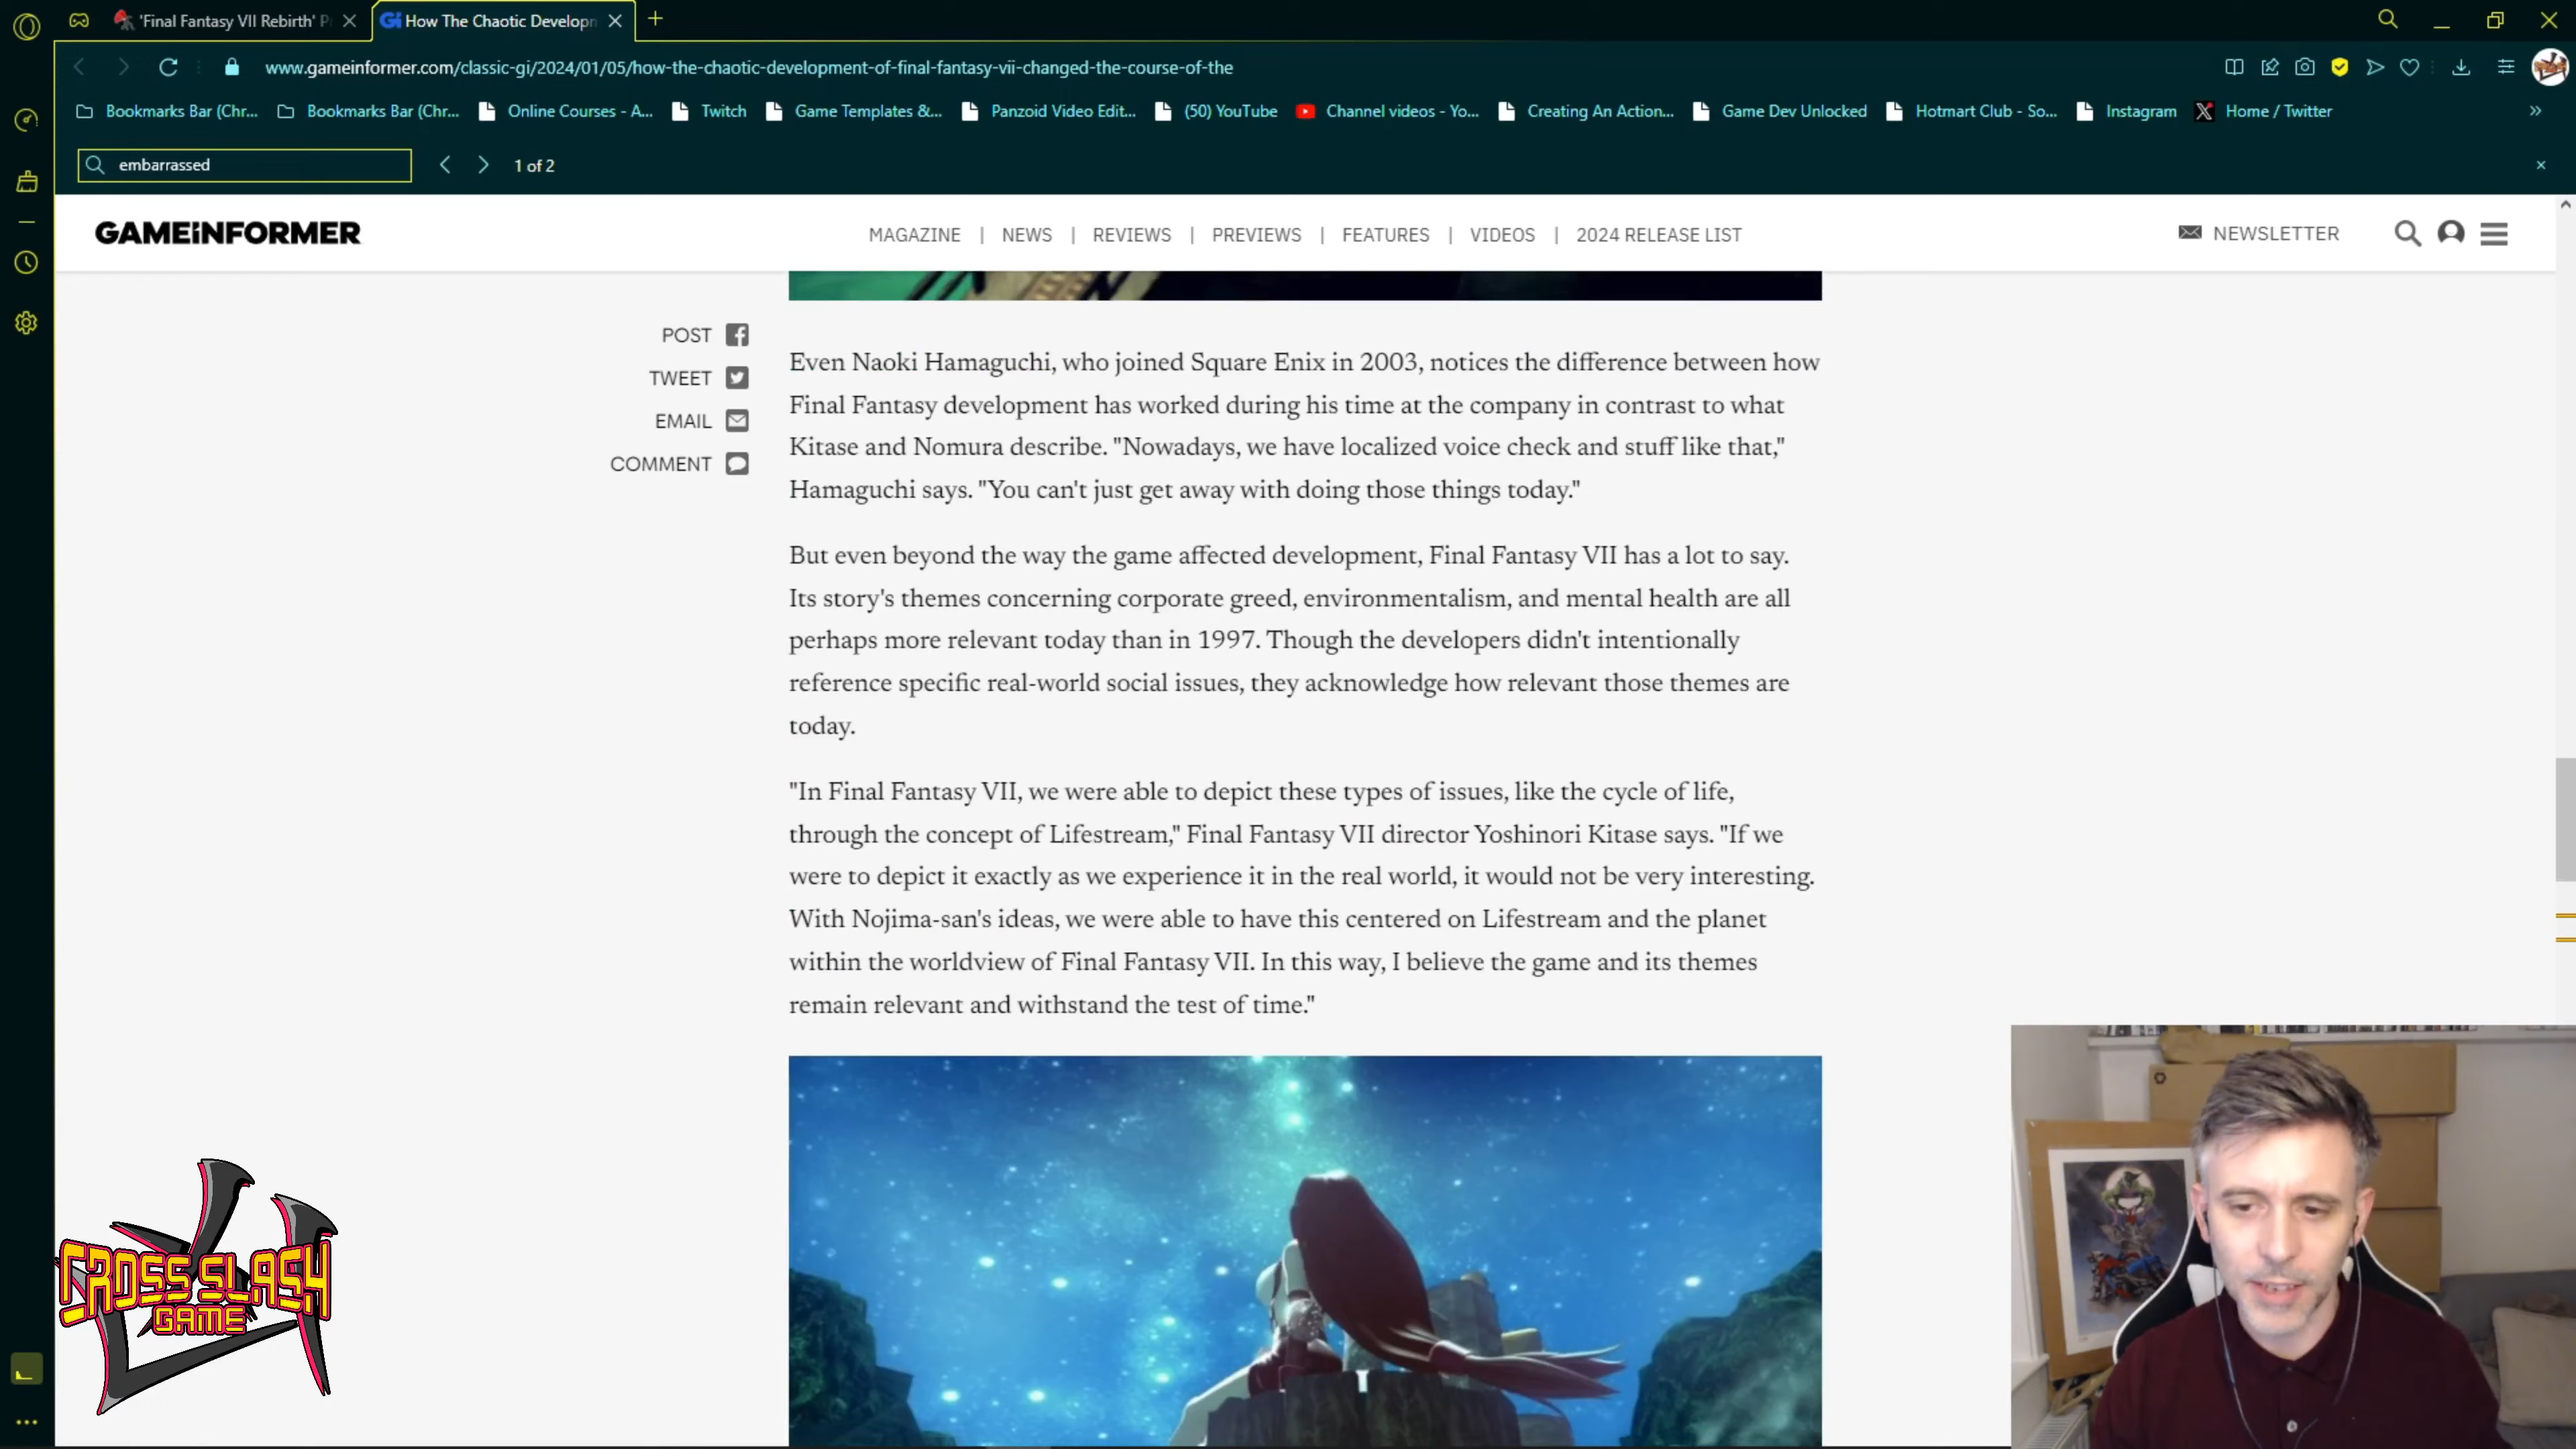 'Final Fantasy VII Rebirth' P
How The Chaotic Developm
www.gameinformer.com/classic-gi/2024/01/05/how-the-chaotic-development-of-final-fantasy-vii-changed-the-course-of-the
Bookmarks Bar (Chr... Bookmarks Bar (Chr... Online Courses - A... Twitch Game Templates &... Panzoid Video Edit... (50) YouTube Channel videos - Yo... Creating An Action... Game Dev Unlocked Hotmart Club - So... Instagram Home / Twitter
embarrassed 1 of 2
GAMEiNFORMER MAGAZINE | NEWS | REVIEWS | PREVIEWS | FEATURES | VIDEOS | 2024 RELEASE LIST NEWSLETTER
POST
TWEET
EMAIL
COMMENT
Even Naoki Hamaguchi, who joined Square Enix in 2003, notices the difference between how
Final Fantasy development has worked during his time at the company in contrast to what
Kitase and Nomura describe. "Nowadays, we have localized voice check and stuff like that,"
Hamaguchi says. "You can't just get away with doing those things today."
But even beyond the way the game affected development, Final Fantasy VII has a lot to say.
Its story's themes concerning corporate greed, environmentalism, and mental health are all
perhaps more relevant today than in 1997. Though the developers didn't intentionally
reference specific real-world social issues, they acknowledge how relevant those themes are
today.
"In Final Fantasy VII, we were able to depict these types of issues, like the cycle of life,
through the concept of Lifestream," Final Fantasy VII director Yoshinori Kitase says. "If we
were to depict it exactly as we experience it in the real world, it would not be very interesting.
With Nojima-san's ideas, we were able to have this centered on Lifestream and the planet
within the worldview of Final Fantasy VII. In this way, I believe the game and its themes
remain relevant and withstand the test of time."
CROSS SLASH
GAME